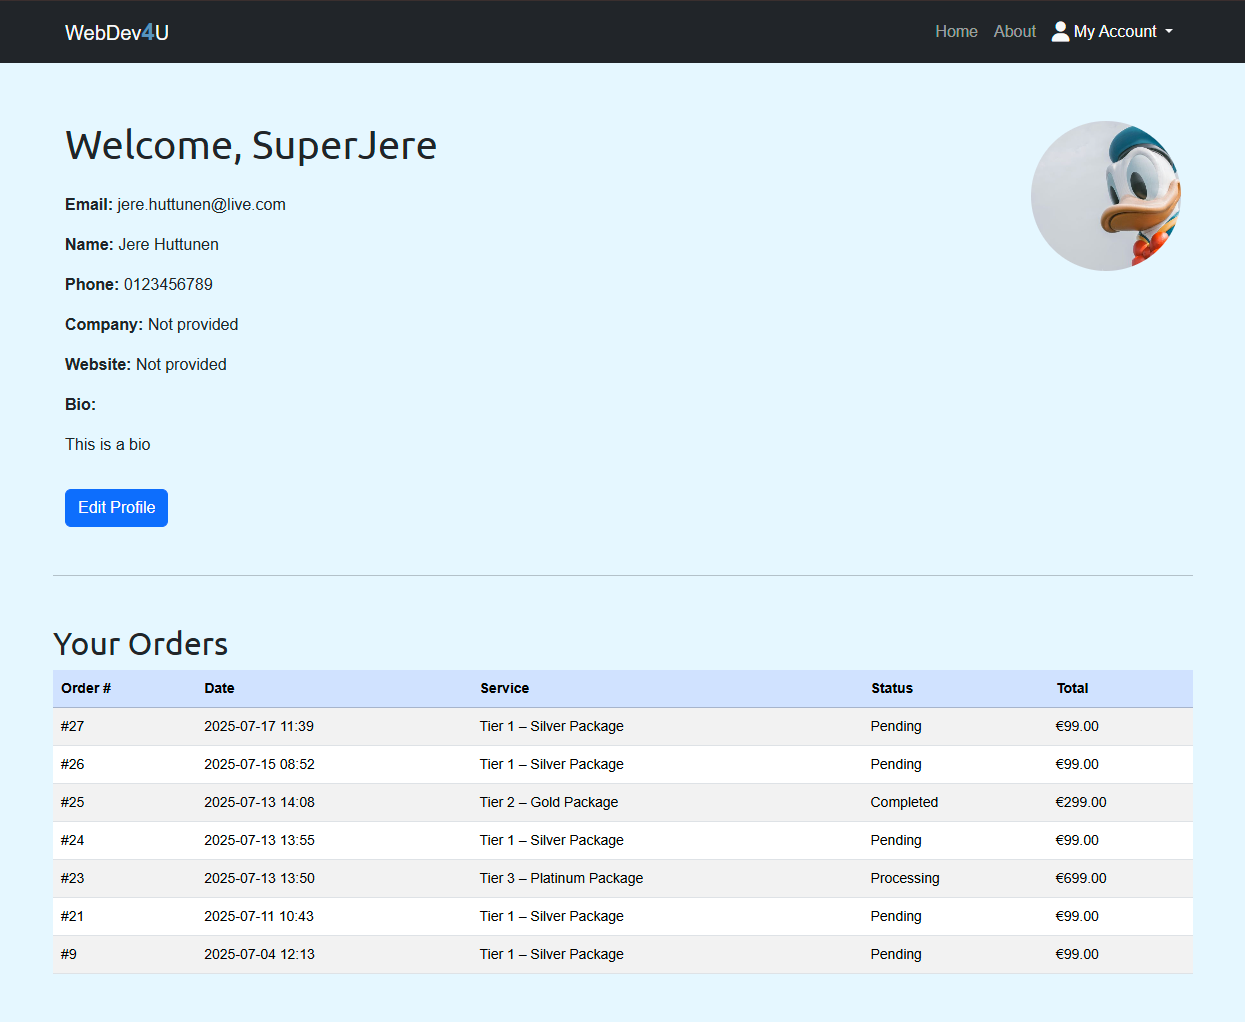 WebDev4U
Home About My Account
Welcome, SuperJere
Email: jere.huttunen@live.com
Name: Jere Huttunen
Phone: 0123456789
Company: Not provided
Website: Not provided
Bio:
This is a bio
Edit Profile
Your Orders
Order # Date Service Status Total
#27 2025-07-17 11:39 Tier 1 – Silver Package Pending €99.00
#26 2025-07-15 08:52 Tier 1 – Silver Package Pending €99.00
#25 2025-07-13 14:08 Tier 2 – Gold Package Completed €299.00
#24 2025-07-13 13:55 Tier 1 – Silver Package Pending €99.00
#23 2025-07-13 13:50 Tier 3 – Platinum Package Processing €699.00
#21 2025-07-11 10:43 Tier 1 – Silver Package Pending €99.00
#9 2025-07-04 12:13 Tier 1 – Silver Package Pending €99.00